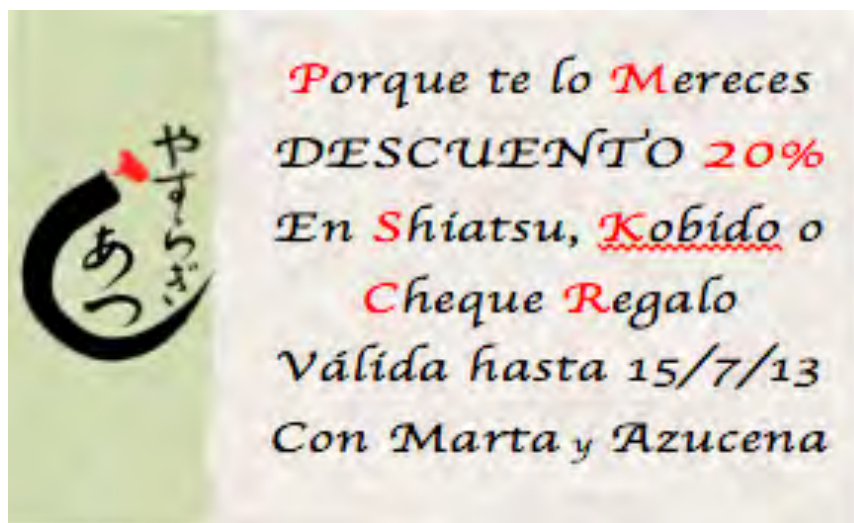 やすらぎ
あつ
Porque te lo Mereces
DESCUENTO 20%
En Shiatsu, Kobido o
Cheque Regalo
Válida hasta 15/7/13
Con Marta y Azucena